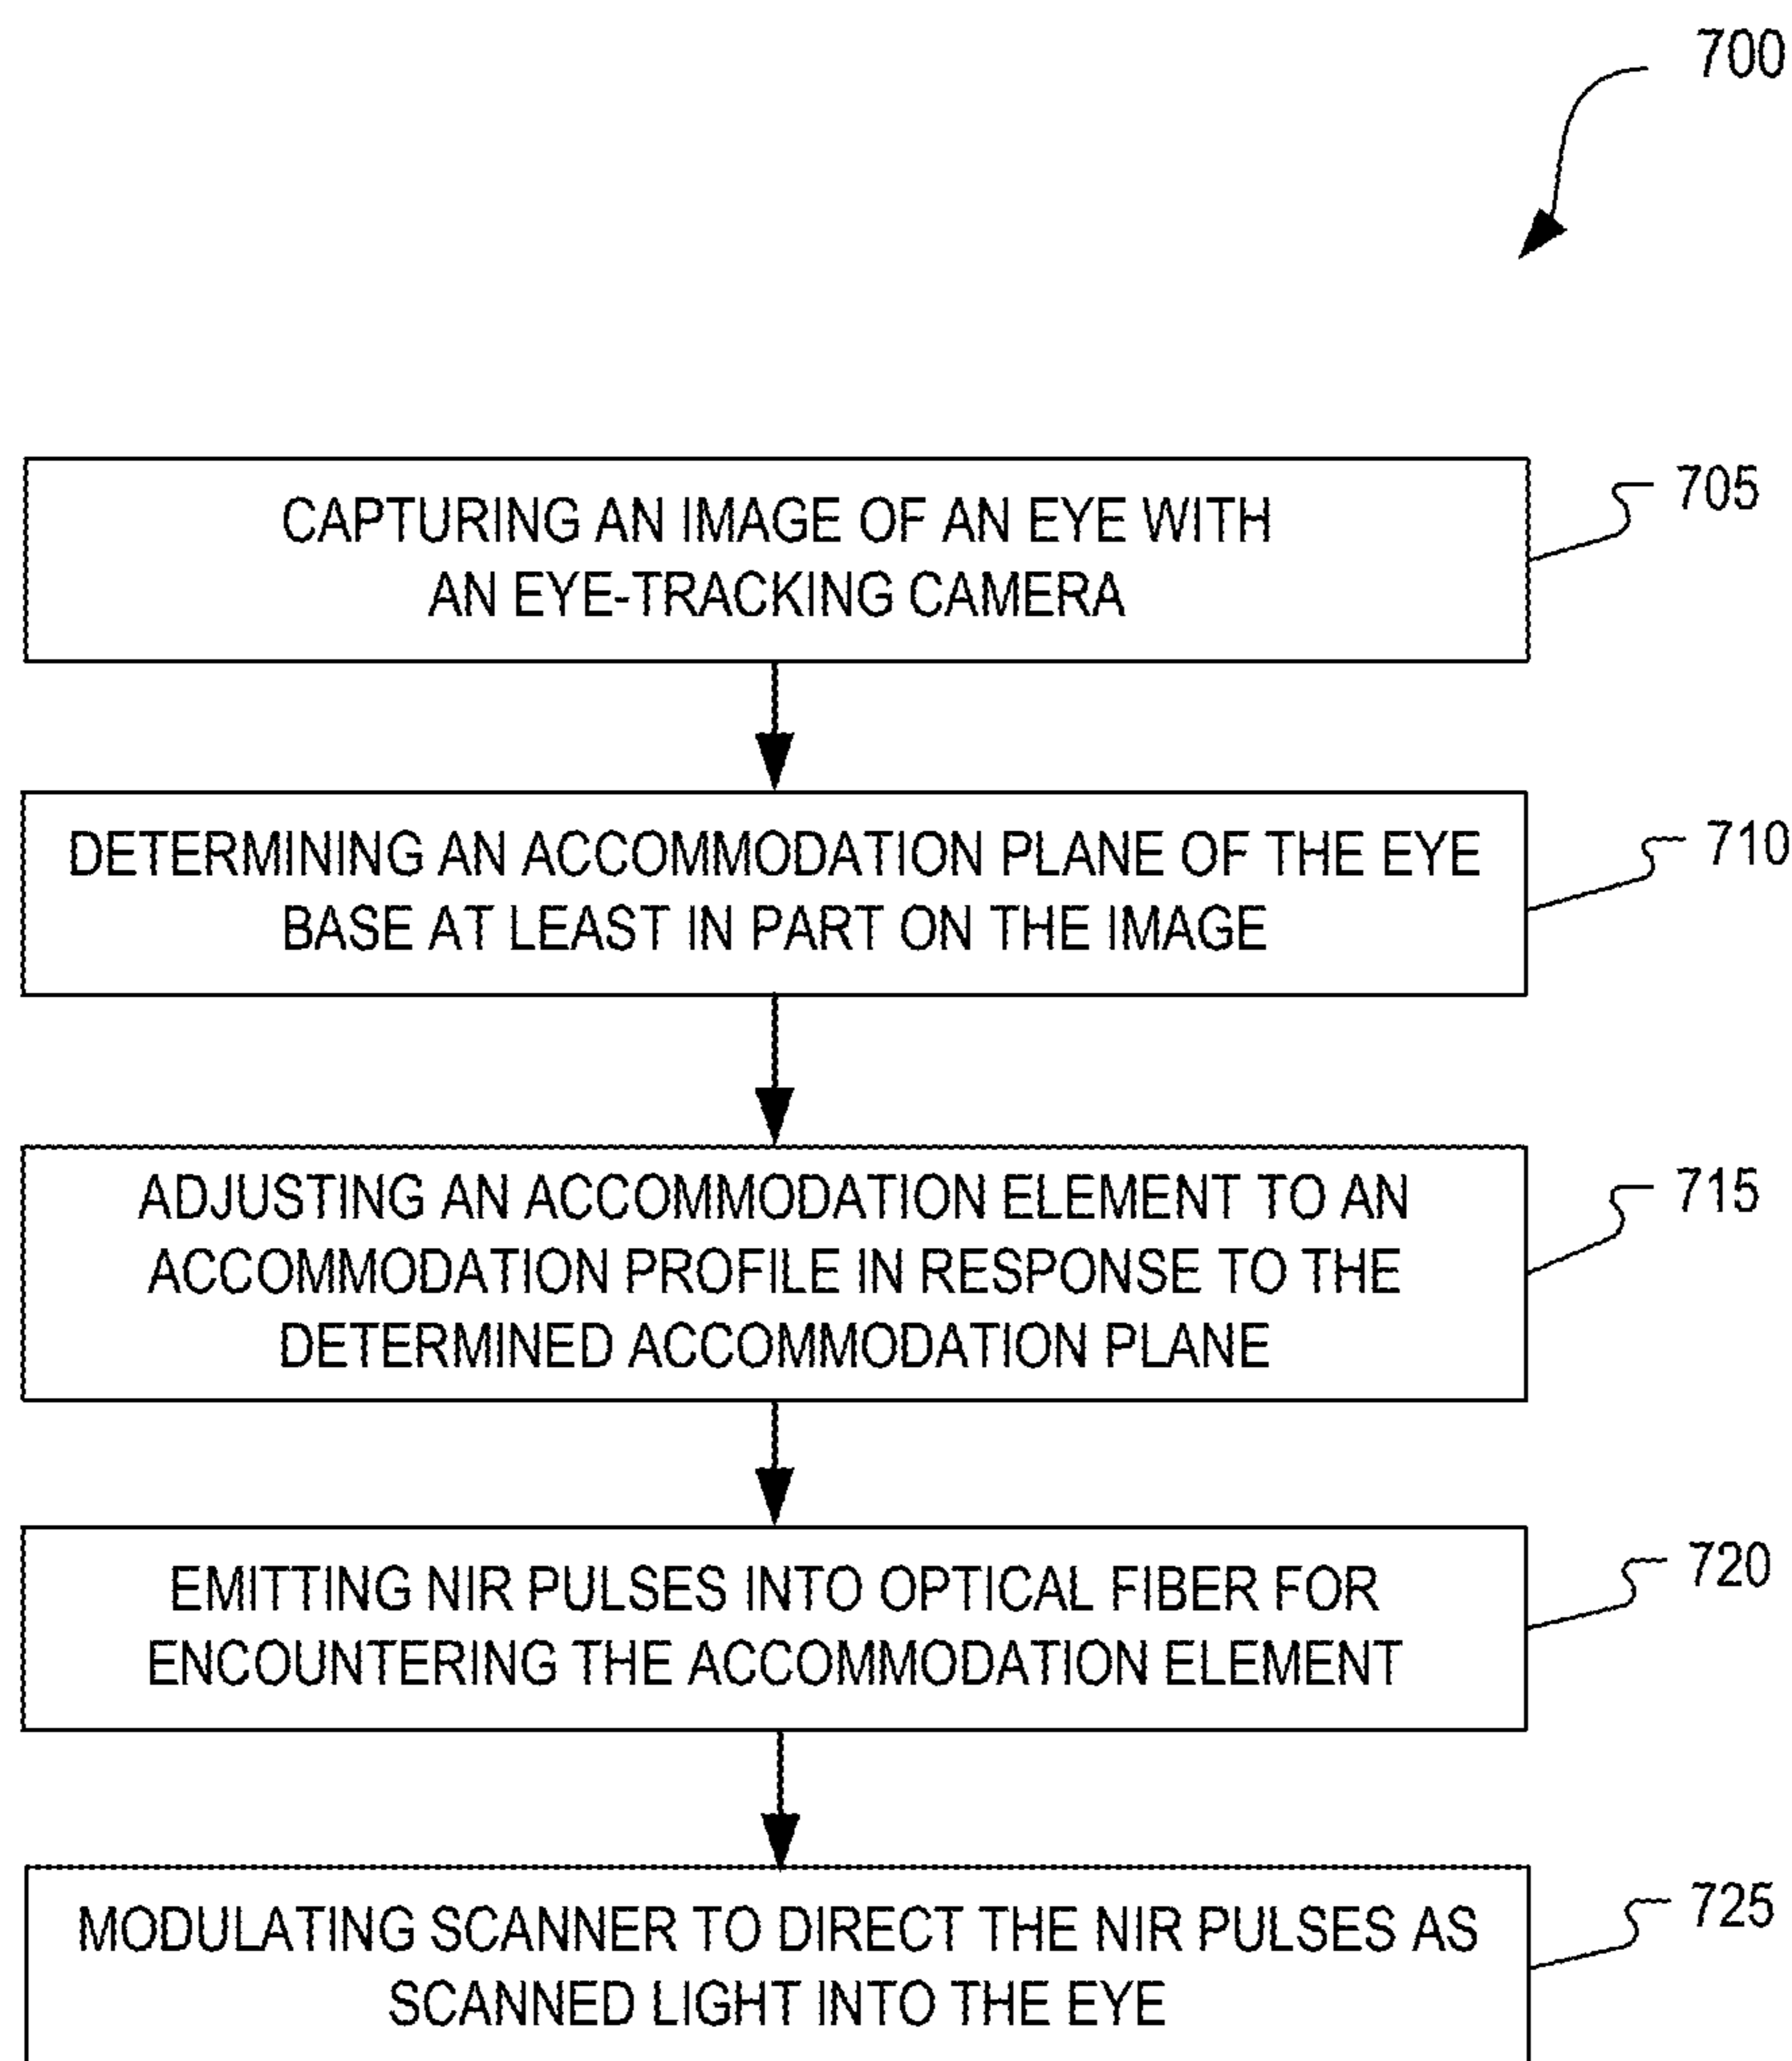 700
CAPTURING AN IMAGE OF AN EYE WITH
AN EYE-TRACKING CAMERA
705
DETERMINING AN ACCOMMODATION PLANE OF THE EYE
BASE AT LEAST IN PART ON THE IMAGE
710
ADJUSTING AN ACCOMMODATION ELEMENT TO AN
ACCOMMODATION PROFILE IN RESPONSE TO THE
DETERMINED ACCOMMODATION PLANE
715
EMITTING NIR PULSES INTO OPTICAL FIBER FOR
ENCOUNTERING THE ACCOMMODATION ELEMENT
720
MODULATING SCANNER TO DIRECT THE NIR PULSES AS
SCANNED LIGHT INTO THE EYE
725